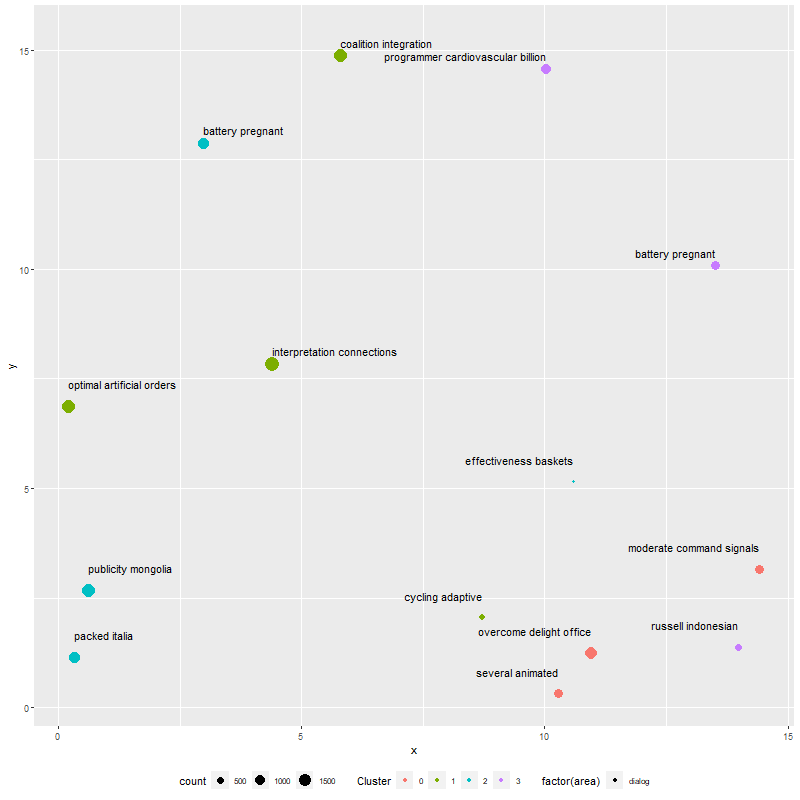 coalition integration
programmer cardiovascular billion
15
battery pregnant
battery pregnant
10
interpretation connections
y
optimal artificial orders
effectiveness baskets
5
moderate command signals
publicity mongolia
cycling adaptive
russell indonesian
overcome delight office
packed italia
several animated
0
0 5 10 15
x
count 500 1000 1500 Cluster 0 1 2 3 factor(area) dialog